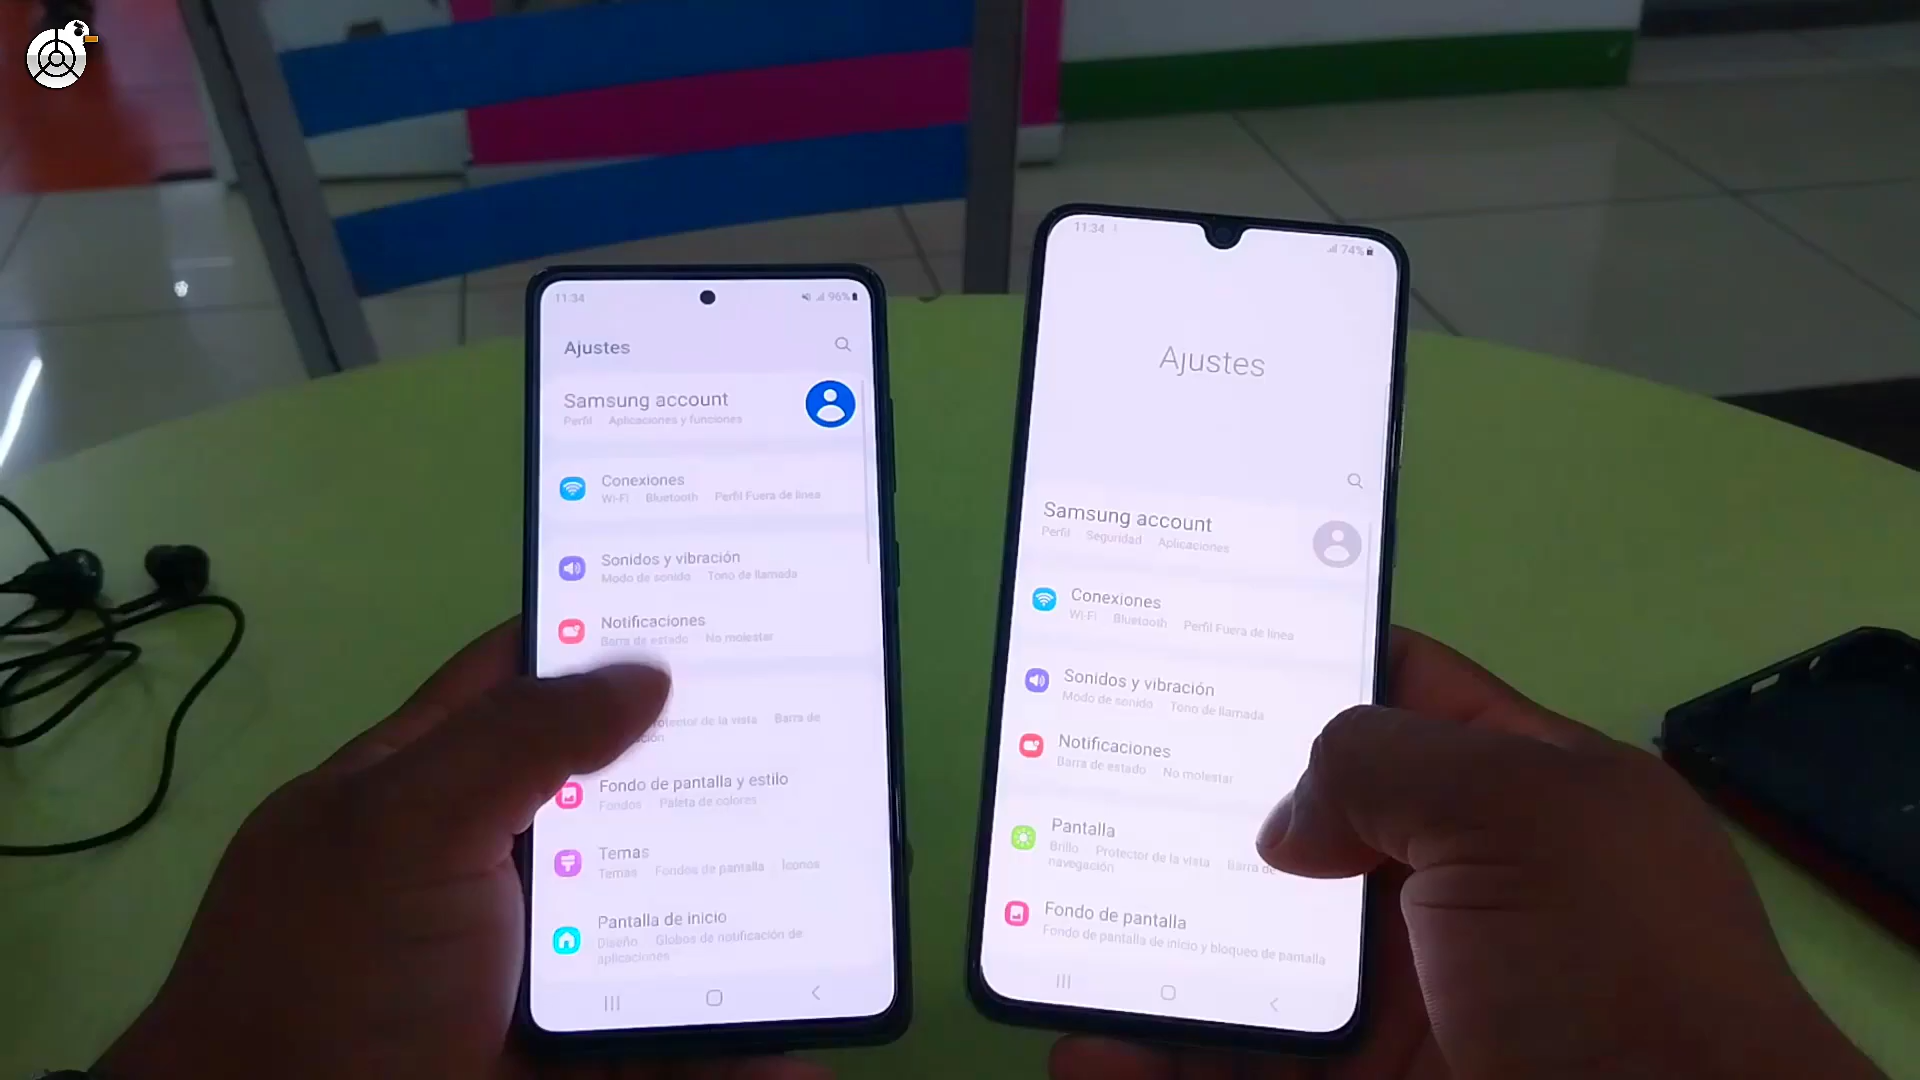 11:34
96%
Ajustes
Samsung account
Perfil Aplicaciones y funciones
Conexiones
Wi-Fi Bluetooth Perfil Fuera de línea
Sonidos y vibración
Modo de sonido Tono de llamada
Notificaciones
Barra de estado No molestar
de la vista Barra de
Fondo de pantalla y estilo
Fondos Paleta de colores
Temas
Temas Fondos de pantalla Íconos
Pantalla de inicio
Diseño Globos de notificación de
aplicaciones
11:34
74%
Ajustes
Samsung account
Perfil Seguridad Aplicaciones
Conexiones
Wi-Fi Bluetooth Perfil Fuera de línea
Sonidos y vibración
Modo de sonido Tono de llamada
Notificaciones
Barra de estado No molestar
Pantalla
Brillo Protector de la vista Barra de
navegación
Fondo de pantalla
Fondo de pantalla de inicio y bloqueo de pantalla